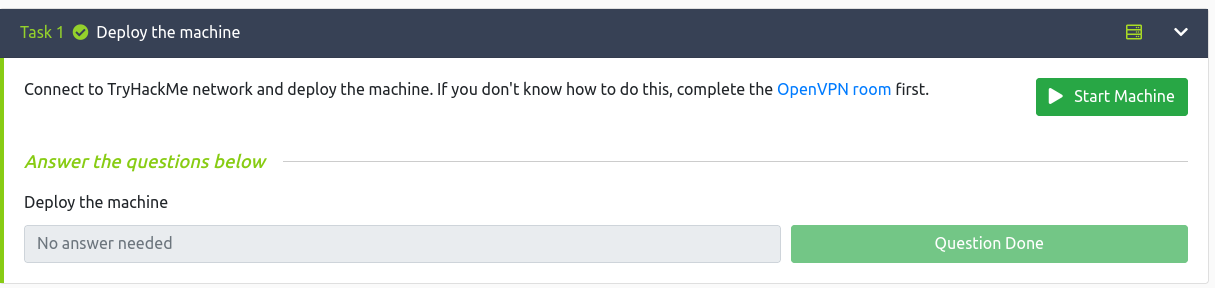 Task 1 Deploy the machine
Connect to TryHackMe network and deploy the machine. If you don't know how to do this, complete the OpenVPN room first.
Start Machine
Answer the questions below
Deploy the machine
No answer needed
Question Done